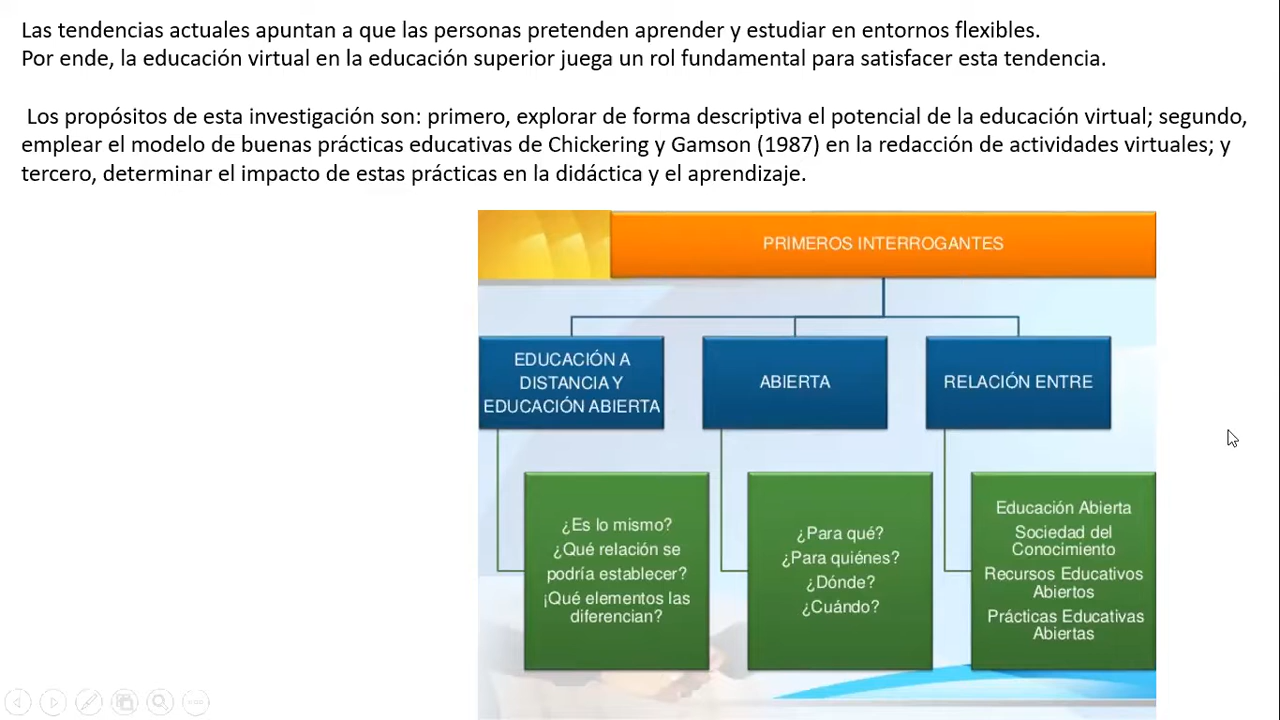 Las tendencias actuales apuntan a que las personas pretenden aprender y estudiar en entornos flexibles.
Por ende, la educación virtual en la educación superior juega un rol fundamental para satisfacer esta tendencia.
Los propósitos de esta investigación son: primero, explorar de forma descriptiva el potencial de la educación virtual; segundo,
emplear el modelo de buenas prácticas educativas de Chickering y Gamson (1987) en la redacción de actividades virtuales; y
tercero, determinar el impacto de estas prácticas en la didáctica y el aprendizaje.
PRIMEROS INTERROGANTES
EDUCACIÓN A
DISTANCIA Y
EDUCACIÓN ABIERTA
ABIERTA
RELACIÓN ENTRE
¿Es lo mismo?
¿Qué relación se
podría establecer?
¡Qué elementos las
diferencian?
¿Para qué?
¿Para quiénes?
¿Dónde?
¿Cuándo?
Educación Abierta
Sociedad del
Conocimiento
Recursos Educativos
Abiertos
Prácticas Educativas
Abiertas